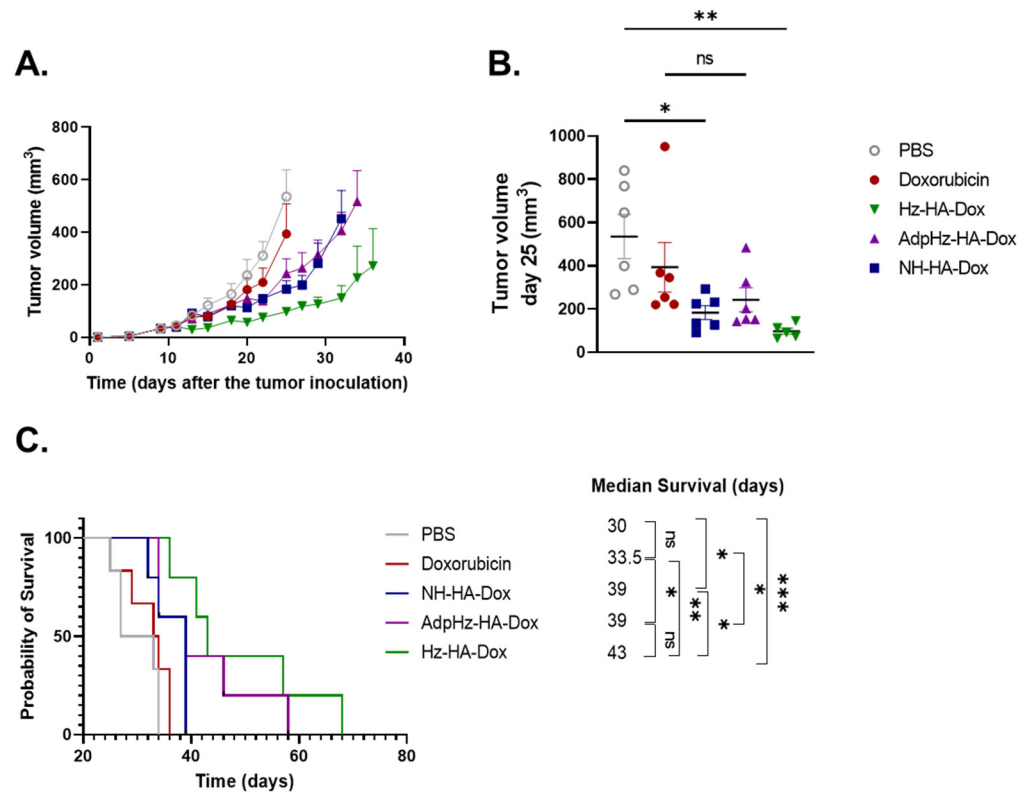 A.
Tumor volume (mm³)
800
600
400
200
0
0 10 20 30 40
Time (days after the tumor inoculation)
B.
**
ns
*
Tumor volume
day 25 (mm³)
1000
800
600
400
200
0
PBS
Doxorubicin
Hz-HA-Dox
AdpHz-HA-Dox
NH-HA-Dox
C.
Probability of Survival
100
50
0
20 40 60 80
Time (days)
PBS
Doxorubicin
NH-HA-Dox
AdpHz-HA-Dox
Hz-HA-Dox
Median Survival (days)
30
33.5
39
39
43
ns
*
ns
**
*
*
*
***